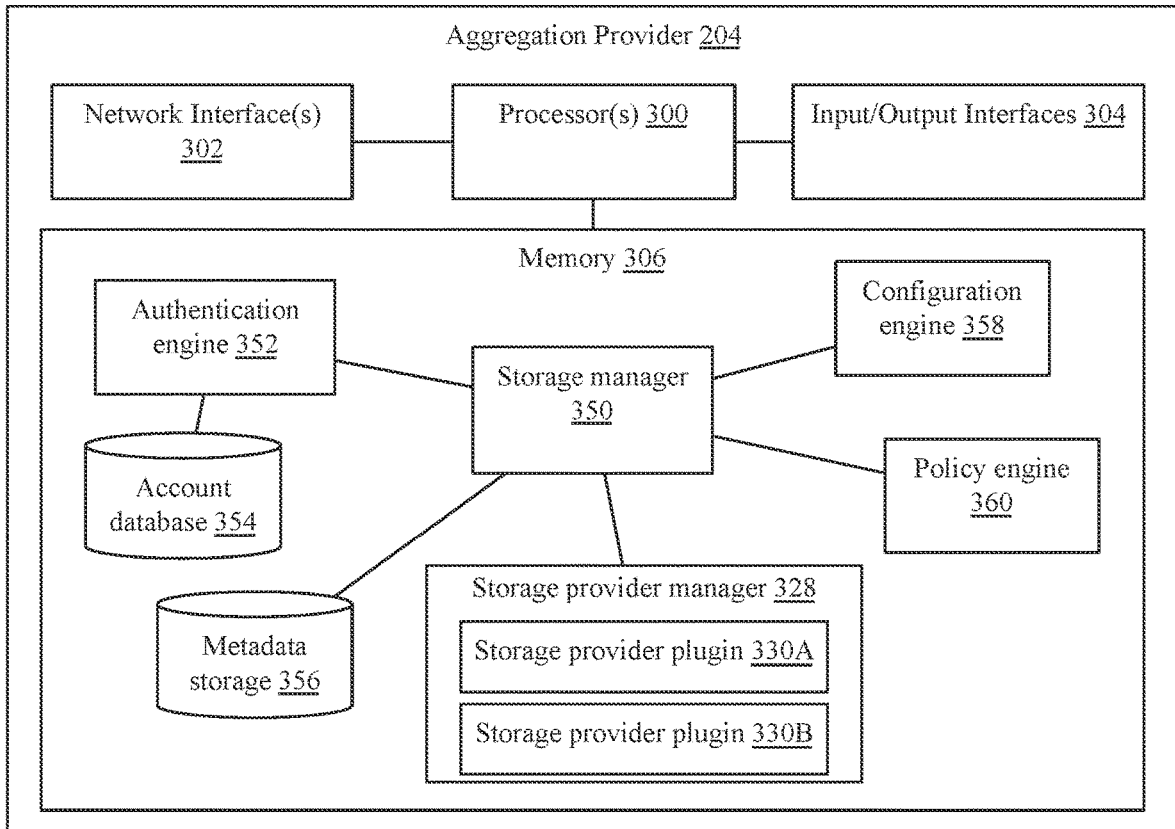 Aggregation Provider 204
Network Interface(s)
302
Processor(s) 300
Input/Output Interfaces 304
Memory 306
Authentication
engine 352
Configuration
engine 358
Storage manager
350
Account
database 354
Policy engine
360
Metadata
storage 356
Storage provider manager 328
Storage provider plugin 330A
Storage provider plugin 330B